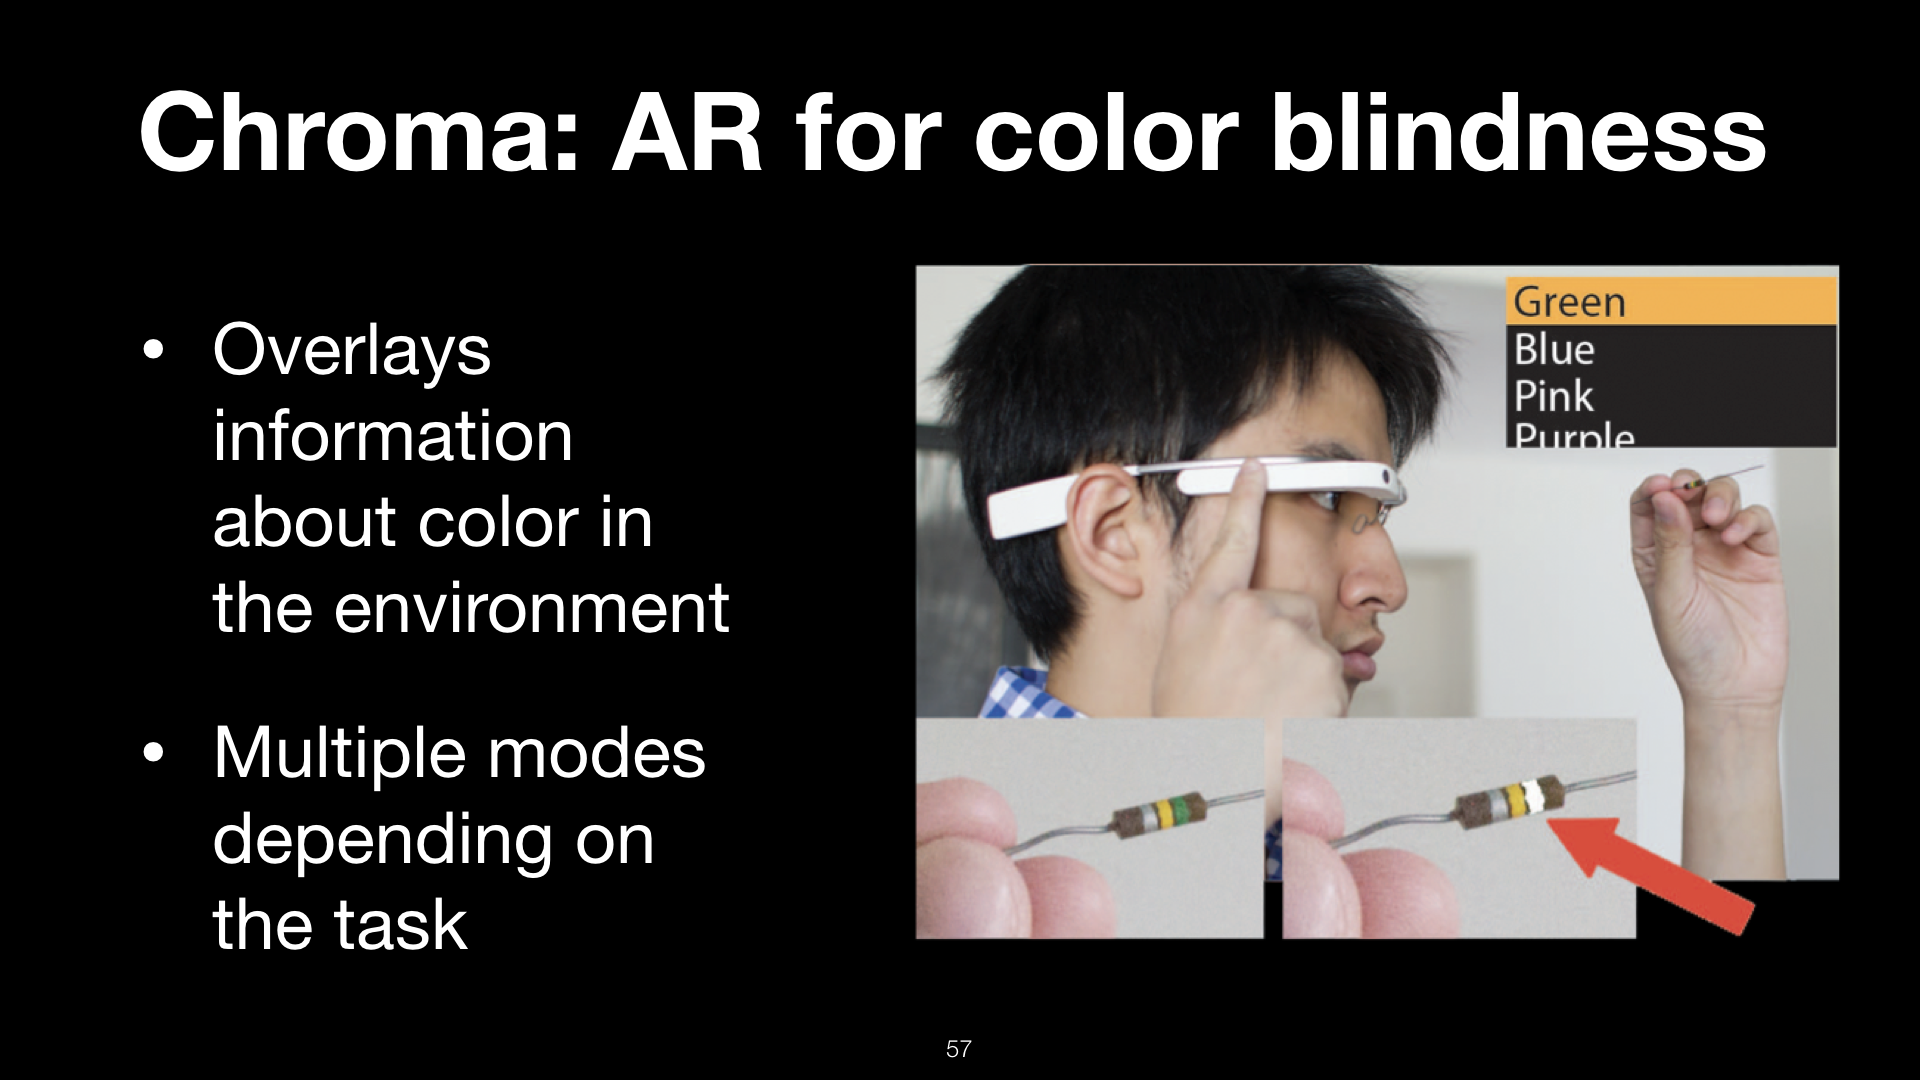 Chroma: AR for color blindness
• Overlays
information
about color in
the environment
• Multiple modes
depending on
the task
Green
Blue
Pink
Purple
57